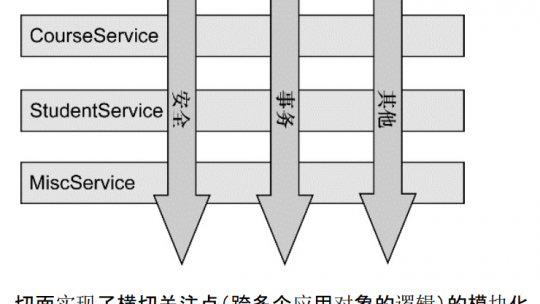 CourseService
StudentService
MiscService
安全
事务
其他
切面实现了横切关注点(跨多个应用对象的逻辑)的模块化